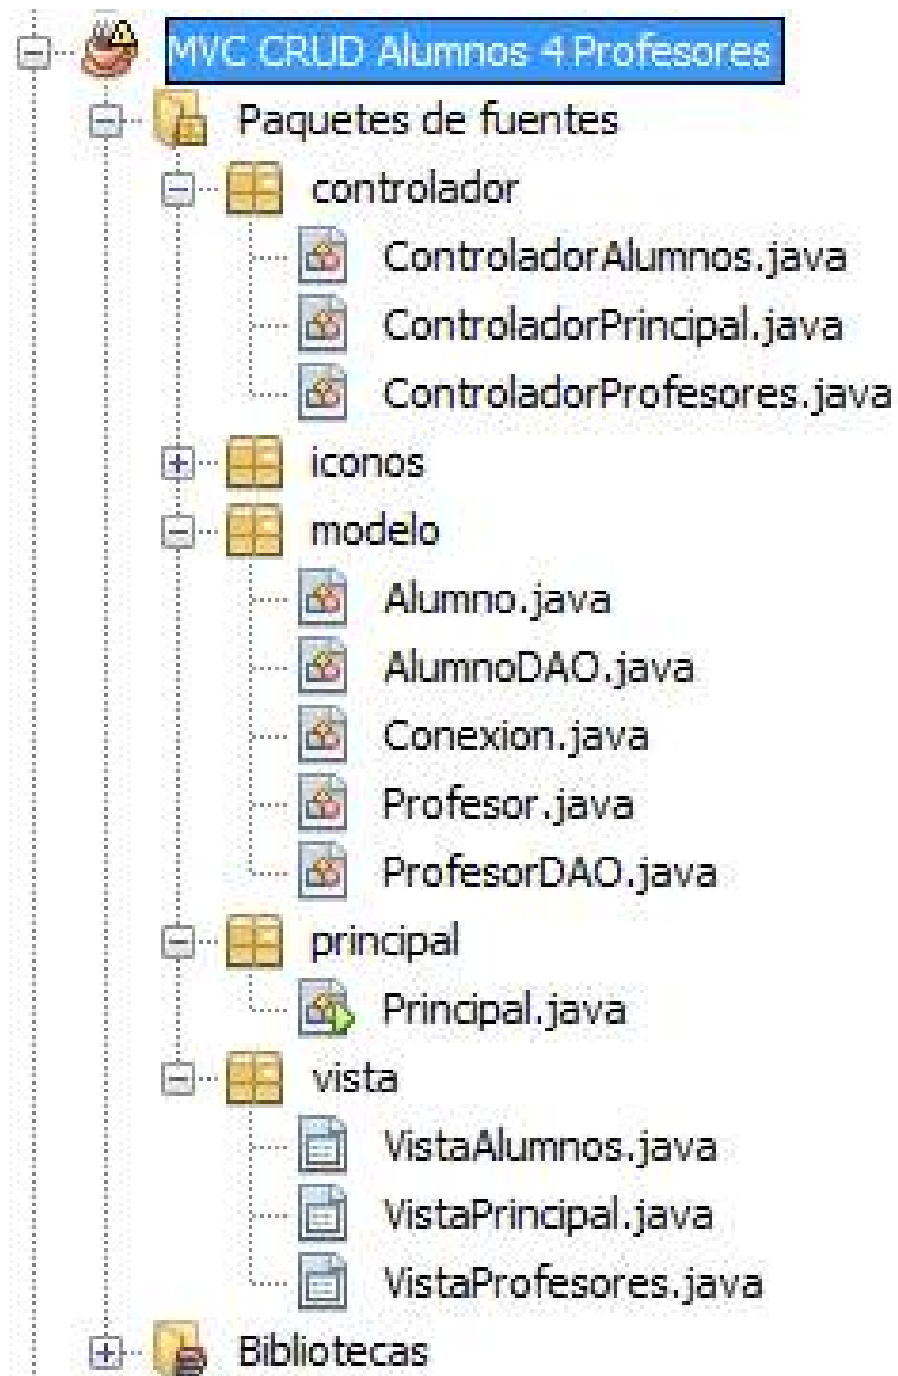 MVC CRUD Alumnos 4 Profesores
Paquetes de fuentes
controlador
ControladorAlumnos.java
ControladorPrincipal.java
ControladorProfesores.java
iconos
modelo
Alumno.java
AlumnoDAO.java
Conexion.java
Profesor.java
ProfesorDAO.java
principal
Principal.java
vista
VistaAlumnos.java
VistaPrincipal.java
VistaProfesores.java
Bibliotecas